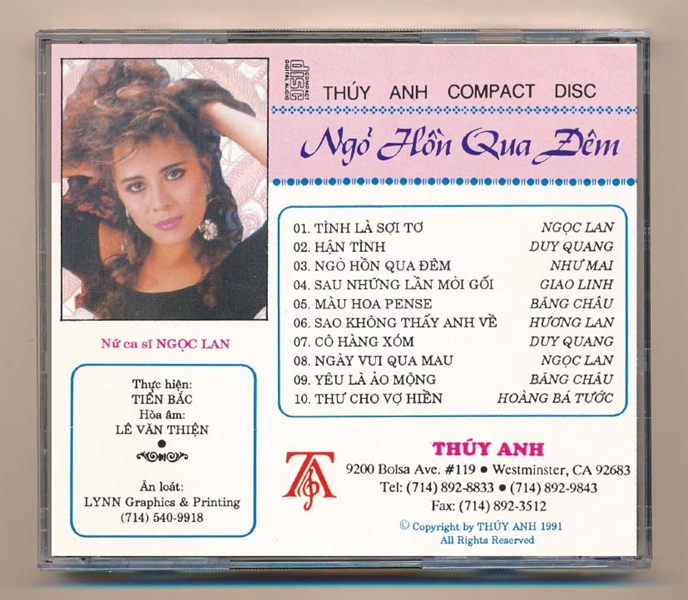 COMPACT
disc
DIGITAL AUDIO
THÚY ANH COMPACT DISC
Ngỏ Hồn Qua Đêm
Nữ ca sĩ NGỌC LAN
Thực hiện:
TIẾN BẮC
Hòa âm:
LÊ VĂN THIỆN
Ấn loát:
LYNN Graphics & Printing
(714) 540-9918
01. TÌNH LÀ SỢI TƠ NGỌC LAN
02. HẬN TÌNH DUY QUANG
03. NGỎ HỒN QUA ĐÊM NHƯ MAI
04. SAU NHỮNG LẦN MỎI GỐI GIAO LINH
05. MÀU HOA PENSE BĂNG CHÂU
06. SAO KHÔNG THẤY ANH VỀ HƯƠNG LAN
07. CÔ HÀNG XÓM DUY QUANG
08. NGÀY VUI QUA MAU NGỌC LAN
09. YÊU LÀ ẢO MỘNG BĂNG CHÂU
10. THƯ CHO VỢ HIỀN HOÀNG BÁ TƯỚC
TA
THÚY ANH
9200 Bolsa Ave. #119 ● Westminster, CA 92683
Tel: (714) 892-8833 ● (714) 892-9843
Fax: (714) 892-3512
© Copyright by THÚY ANH 1991
All Rights Reserved